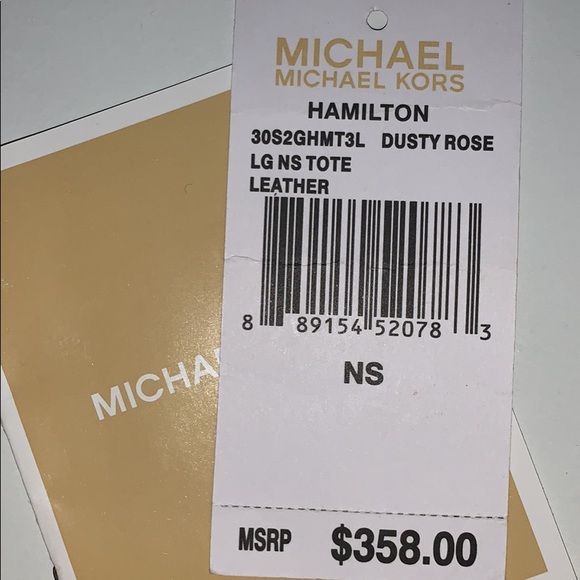 MICHAEL
MICHAEL KORS
HAMILTON
30S2GHMT3L DUSTY ROSE
LG NS TOTE
LEATHER
8 89154 52078 3
NS
MSRP $358.00
MICHA